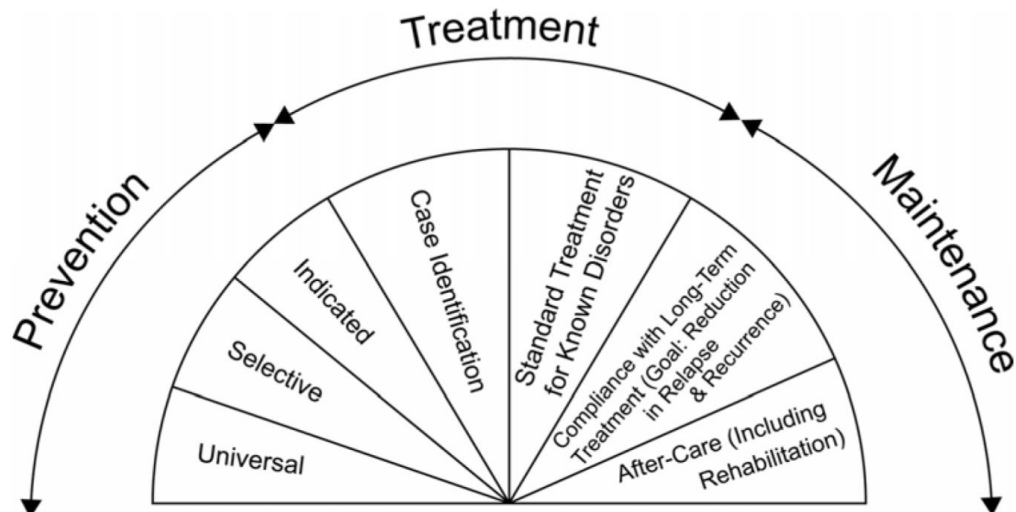 Treatment
Prevention
Maintenance
Universal
Selective
Indicated
Case Identification
Standard Treatment
for Known Disorders
Compliance with Long-Term
Treatment (Goal: Reduction
in Relapse
& Recurrence)
After-Care (Including
Rehabilitation)